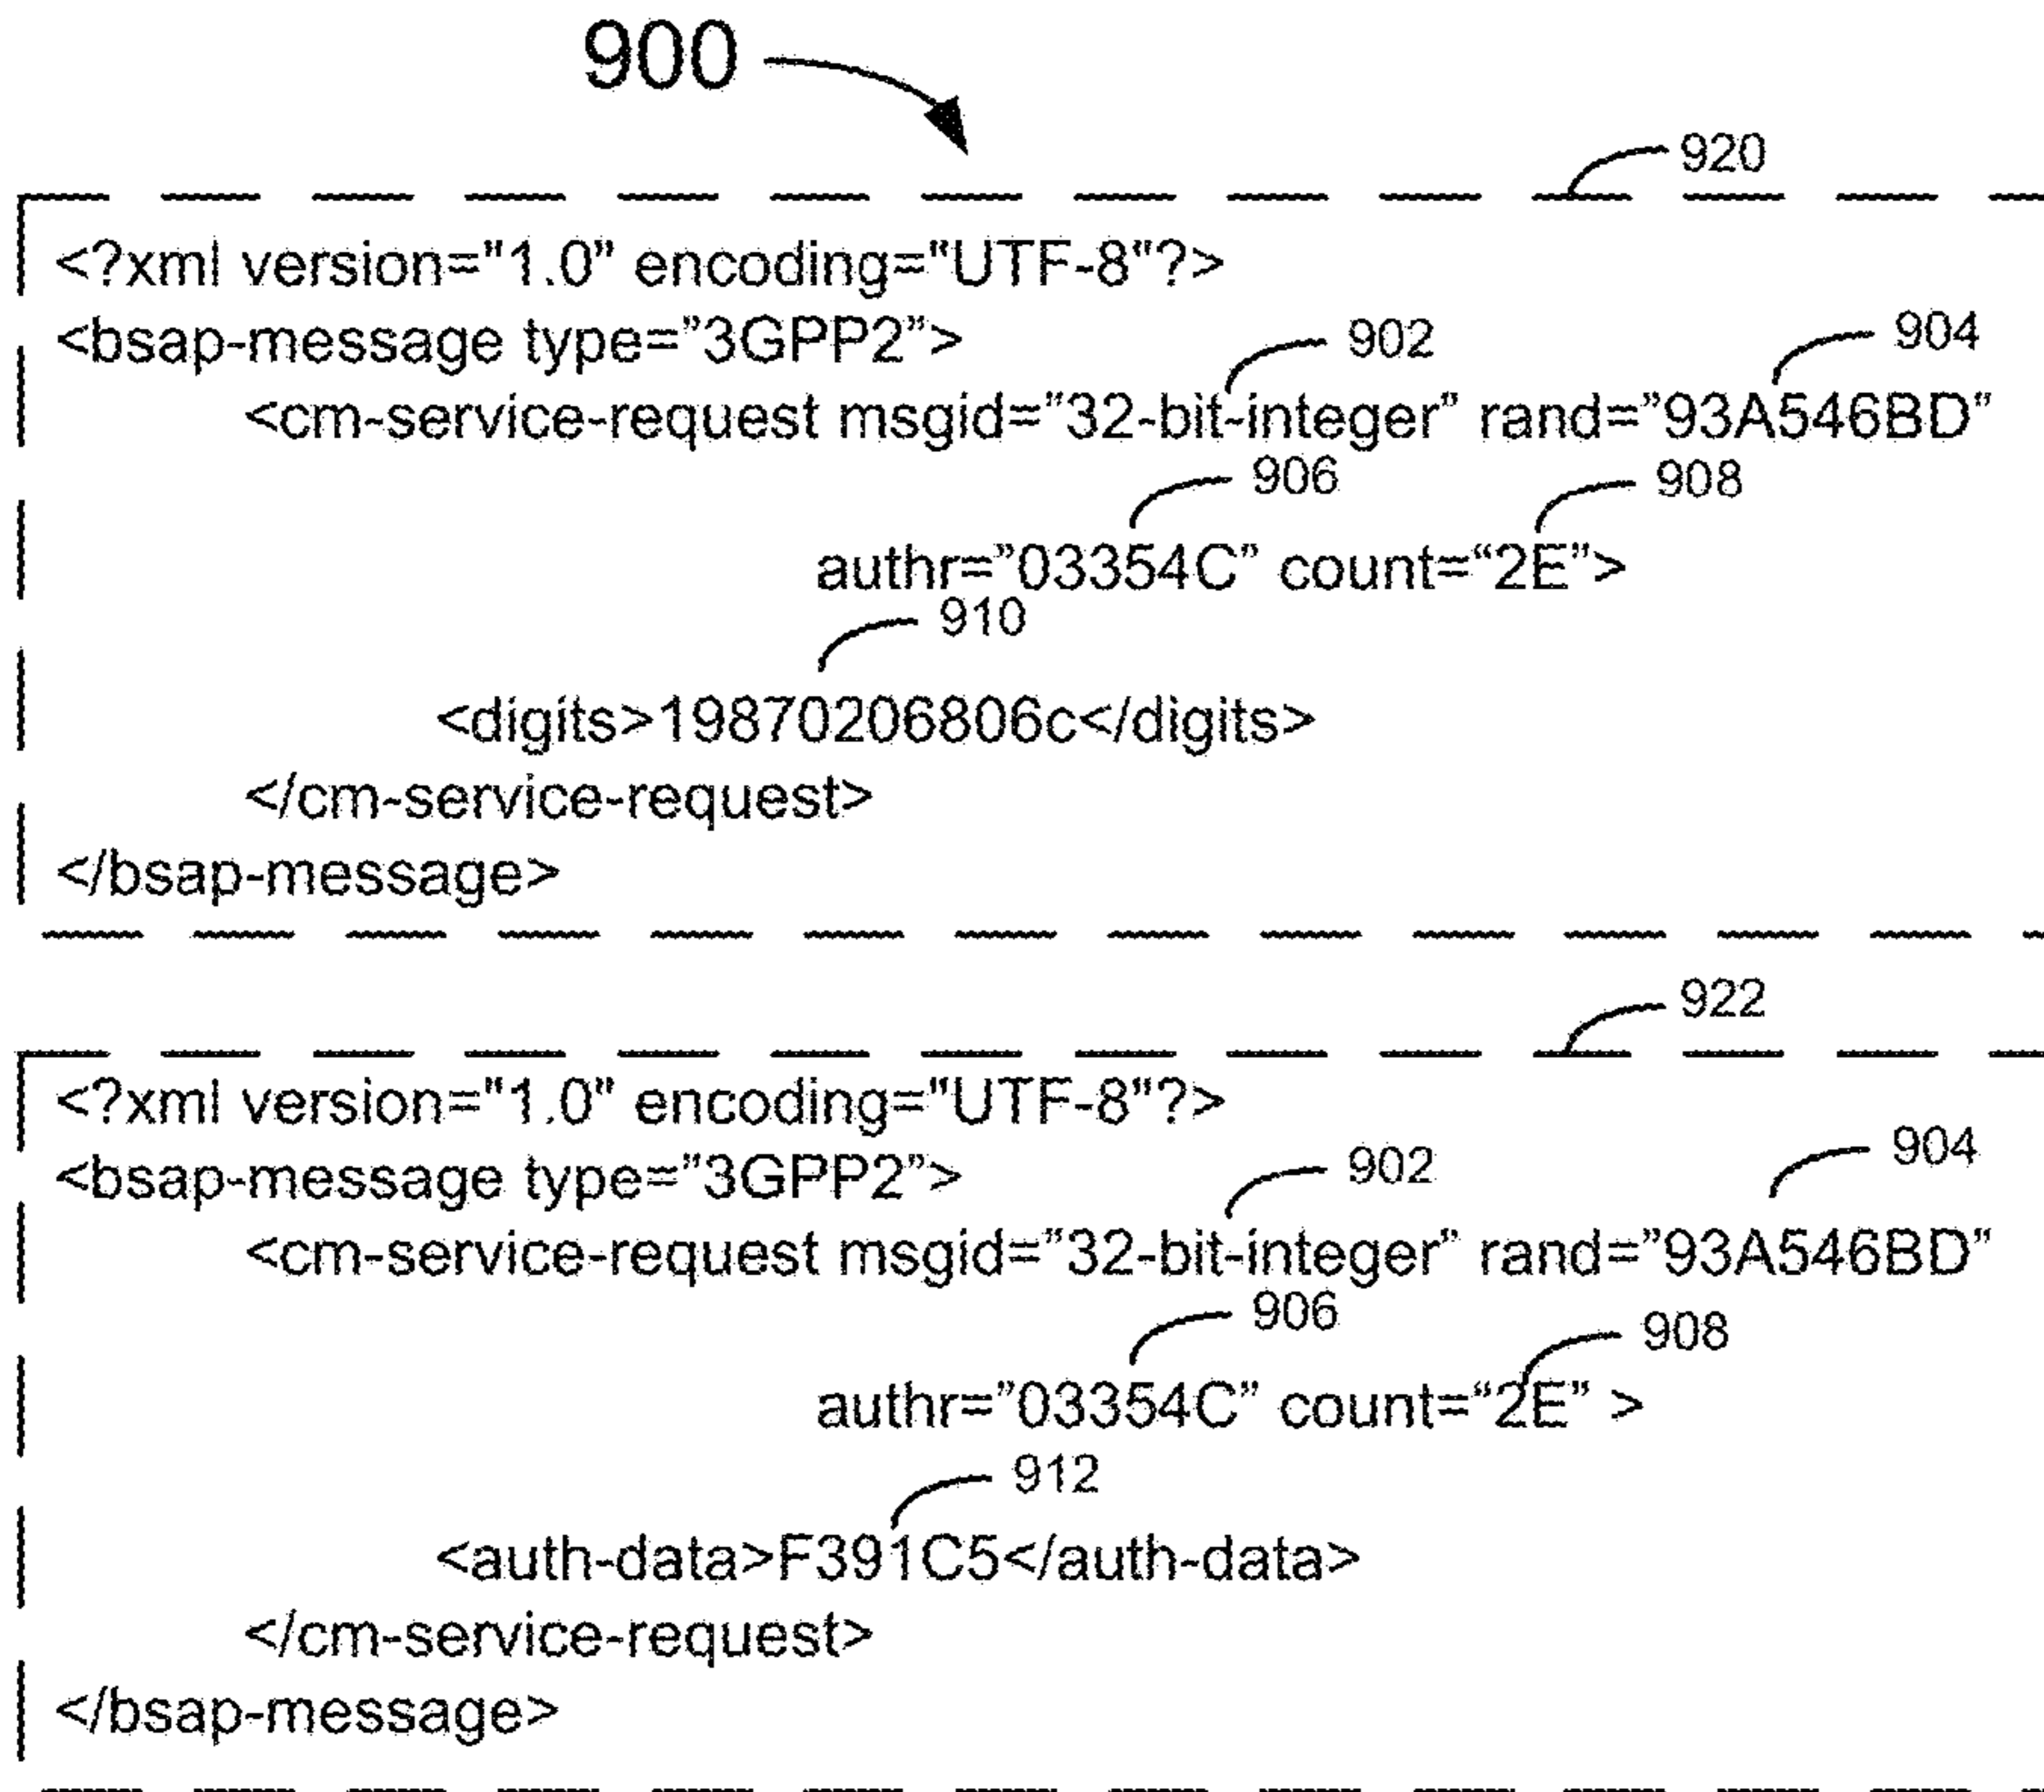 900
920
<?xml version="1.0" encoding="UTF-8"?>
<bsap-message type=”3GPP2”>
902
904
<cm-service-request msgid=”32-bit-integer” rand=”93A546BD”
906
908
authr=”03354C” count=“2E”>
910
<digits>19870206806c</digits>
</cm-service-request>
</bsap-message>
922
<?xml version="1.0" encoding="UTF-8"?>
<bsap-message type=”3GPP2”>
902
904
<cm-service-request msgid=”32-bit-integer” rand=”93A546BD”
906
908
authr=”03354C” count=“2E” >
912
<auth-data>F391C5</auth-data>
</cm-service-request>
</bsap-message>